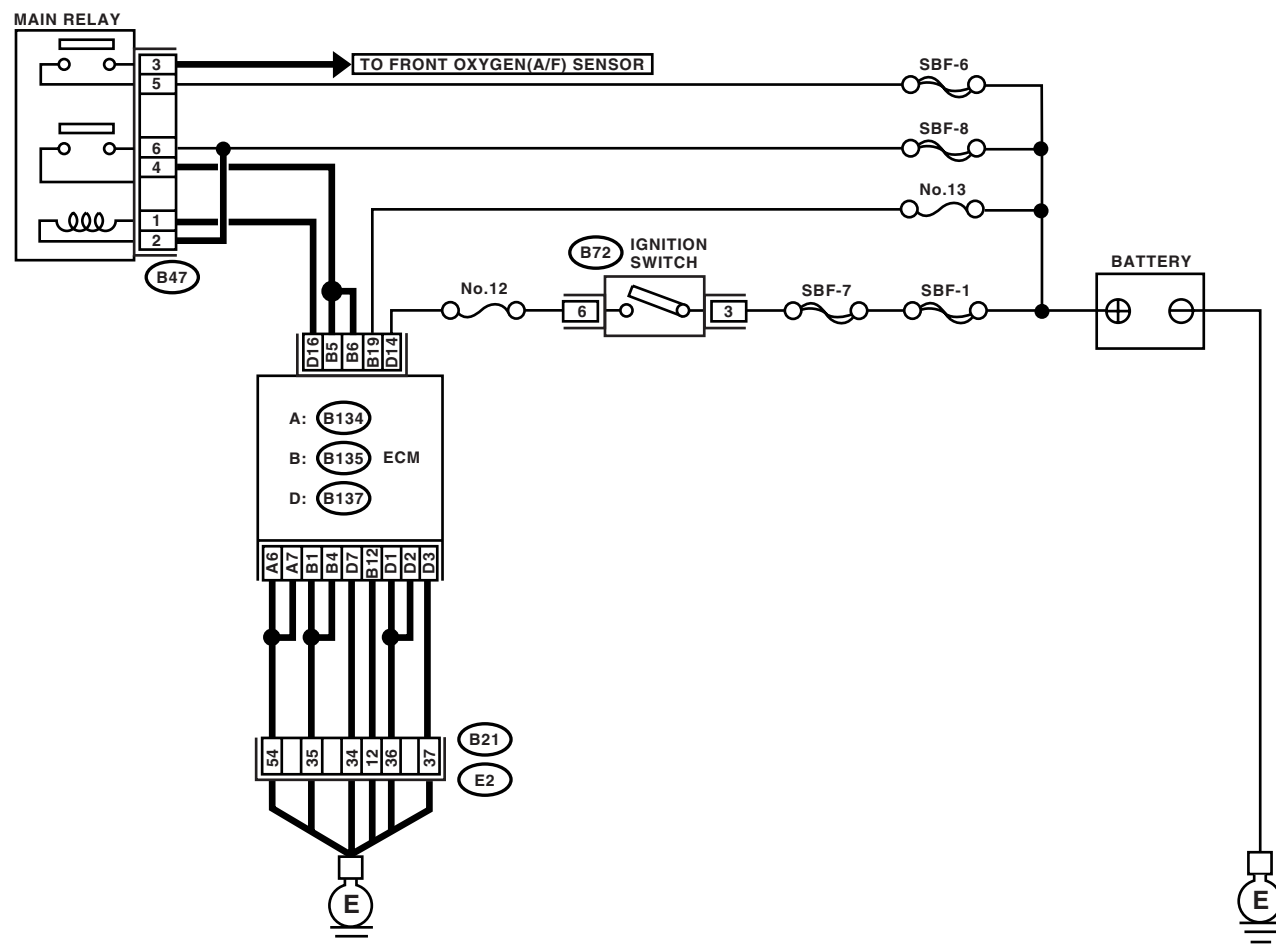 MAIN RELAY
3
TO FRONT OXYGEN(A/F) SENSOR
5
SBF-6
6
SBF-8
4
No.13
1
2
B47
B72
IGNITION
SWITCH
BATTERY
No.12
6
3
SBF-7
SBF-1
D16
B5
B6
B19
D14
A: B134
B: B135 ECM
D: B137
A6
A7
B1
B4
D7
B12
D1
D2
D3
B21
54
35
34
12
36
37
E2
E
E